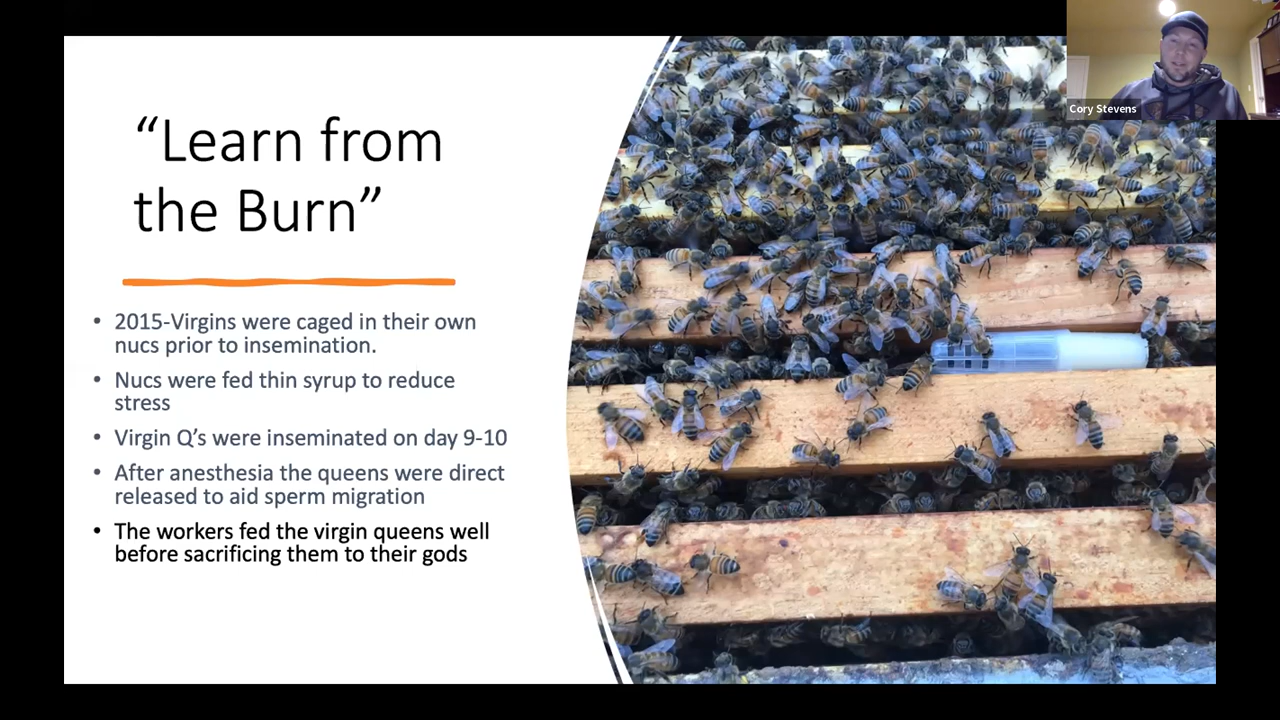 Cory Stevens
“Learn from
the Burn”
• 2015-Virgins were caged in their own
nucs prior to insemination.
• Nucs were fed thin syrup to reduce
stress
• Virgin Q’s were inseminated on day 9-10
• After anesthesia the queens were direct
released to aid sperm migration
• The workers fed the virgin queens well
before sacrificing them to their gods